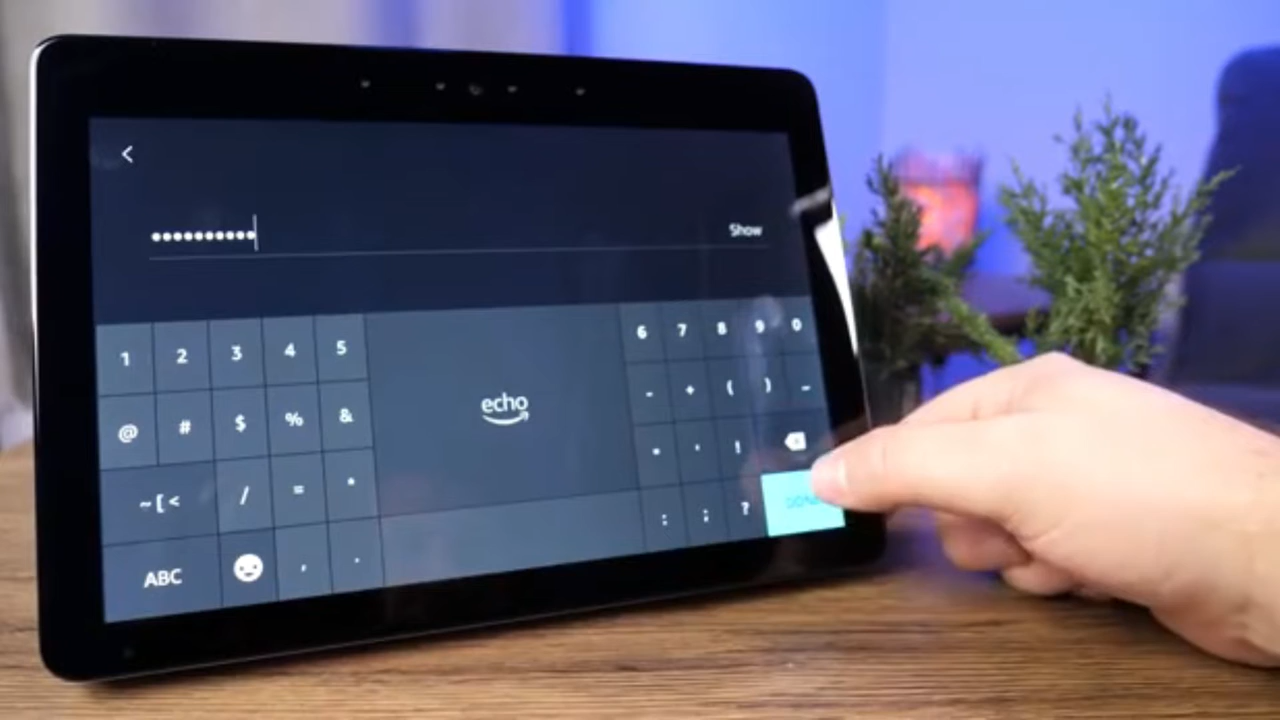 <
••••••••••
Show
1 2 3 4 5
6 7 8 9 0
echo
@ # $ % &
- + ( ) _
~[< / =
!
ABC , .
: ; ?